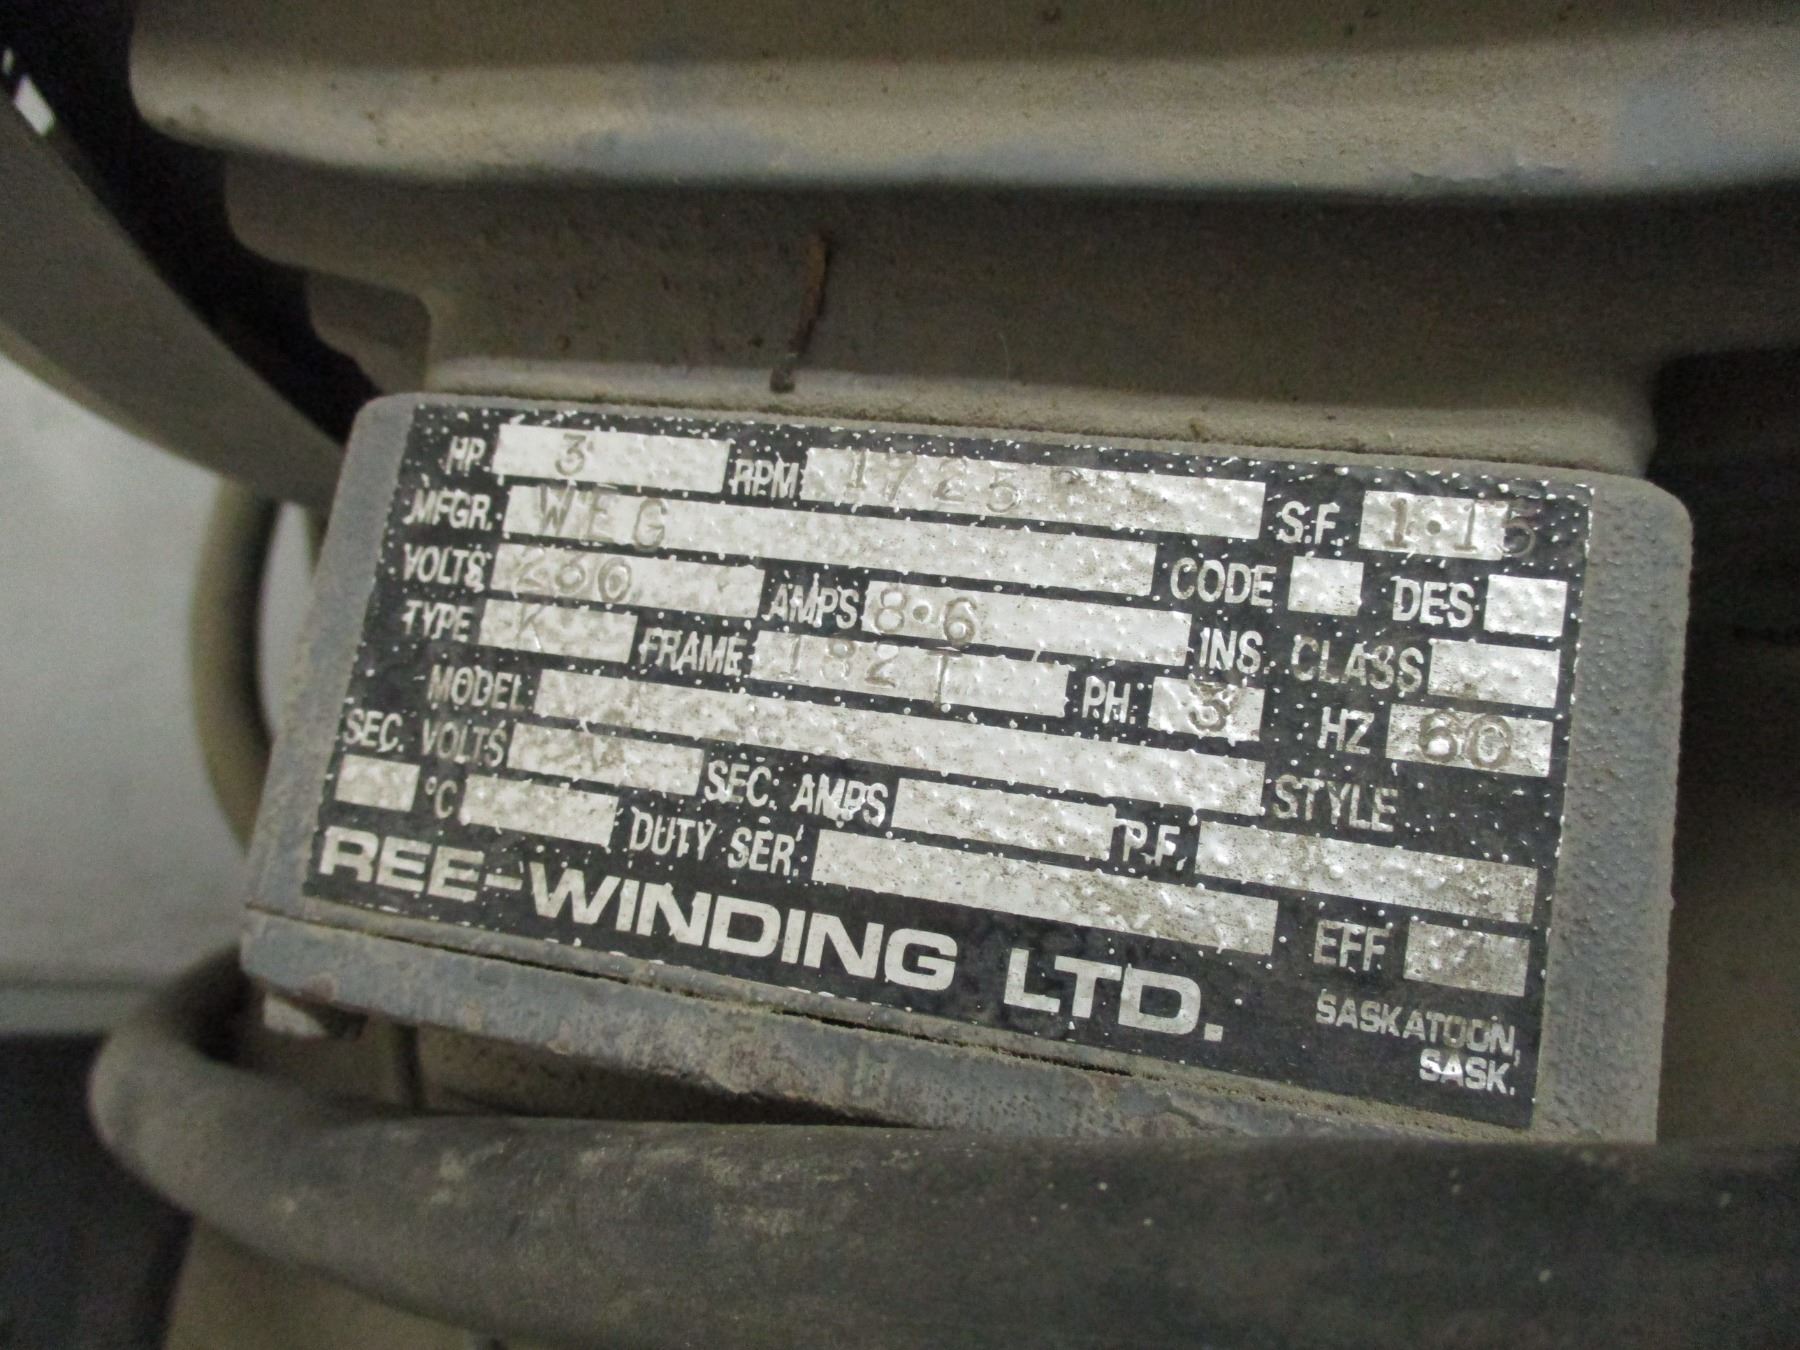 HP. 3 RPM 1725 S.F. 1.15
MFGR. WEG CODE DES
VOLTS AMPS 8.6 INS. CLASS
TYPE K FRAME 182T PH. 3 HZ 60
MODEL STYLE
SEC. VOLTS SEC. AMPS P.F.
°C DUTY SER. EFF
REE-WINDING LTD.
SASKATOON,
SASK.